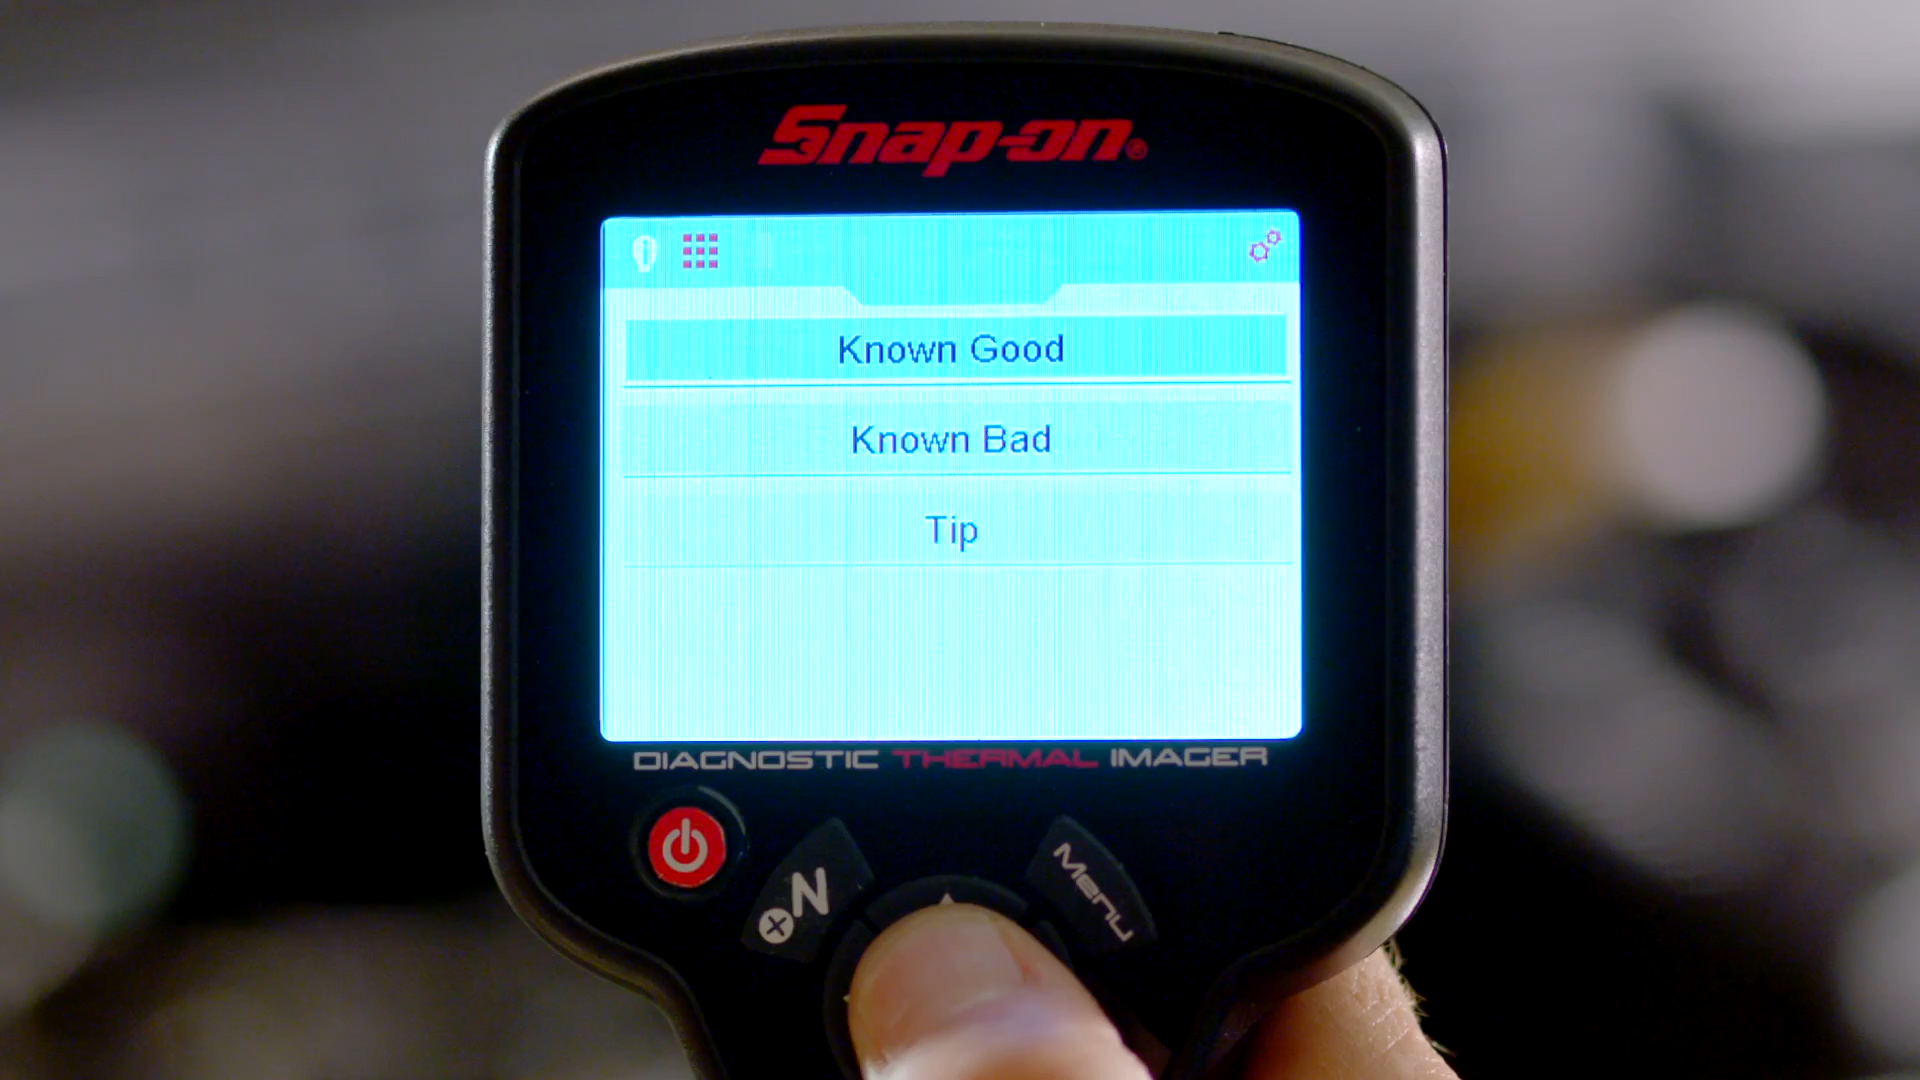 Snap-on®
Known Good
Known Bad
Tip
DIAGNOSTIC THERMAL IMAGER
N
Menu